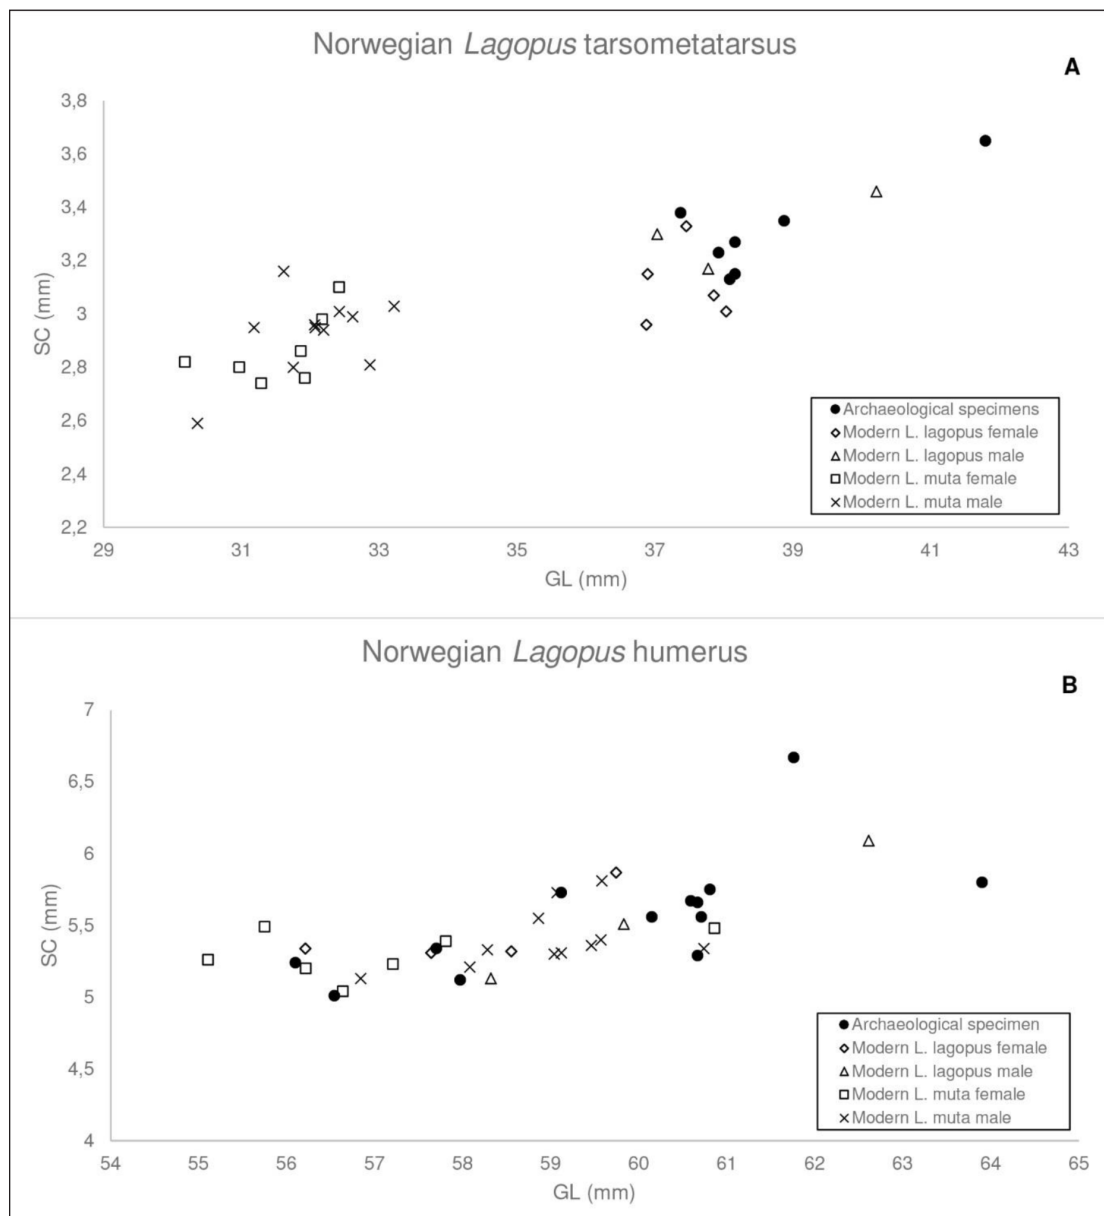 Norwegian Lagopus tarsometatarsus
A
3,8
3,6
3,4
3,2
3
2,8
2,6
2,4
2,2
SC (mm)
29 31 33 35 37 39 41 43
GL (mm)
Archaeological specimens
Modern L. lagopus female
Modern L. lagopus male
Modern L. muta female
Modern L. muta male
Norwegian Lagopus humerus
B
7
6,5
6
5,5
5
4,5
4
SC (mm)
54 55 56 57 58 59 60 61 62 63 64 65
GL (mm)
Archaeological specimen
Modern L. lagopus female
Modern L. lagopus male
Modern L. muta female
Modern L. muta male